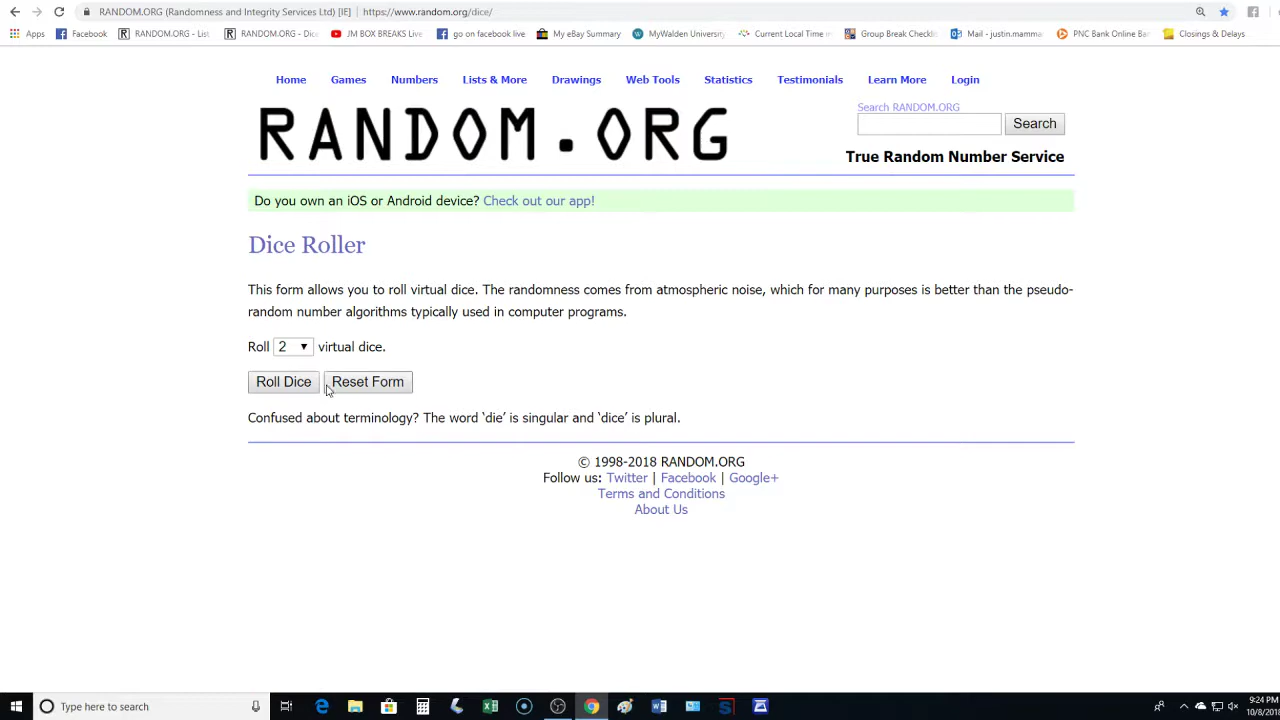 RANDOM.ORG (Randomness and Integrity Services Ltd) [IE] | https://www.random.org/dice/
Apps Facebook RANDOM.ORG - List RANDOM.ORG - Dice JM BOX BREAKS Live go on facebook live My eBay Summary MyWalden University Current Local Time in Group Break Checkli Mail - justin.mamma PNC Bank Online Ban Closings & Delays
Home Games Numbers Lists & More Drawings Web Tools Statistics Testimonials Learn More Login
RANDOM.ORG
Search RANDOM.ORG
Search
True Random Number Service
Do you own an iOS or Android device? Check out our app!
Dice Roller
This form allows you to roll virtual dice. The randomness comes from atmospheric noise, which for many purposes is better than the pseudo-
random number algorithms typically used in computer programs.
Roll 2 virtual dice.
Roll Dice Reset Form
Confused about terminology? The word ‘die’ is singular and ‘dice’ is plural.
© 1998-2018 RANDOM.ORG
Follow us: Twitter | Facebook | Google+
Terms and Conditions
About Us
Type here to search
9:24 PM
10/8/201